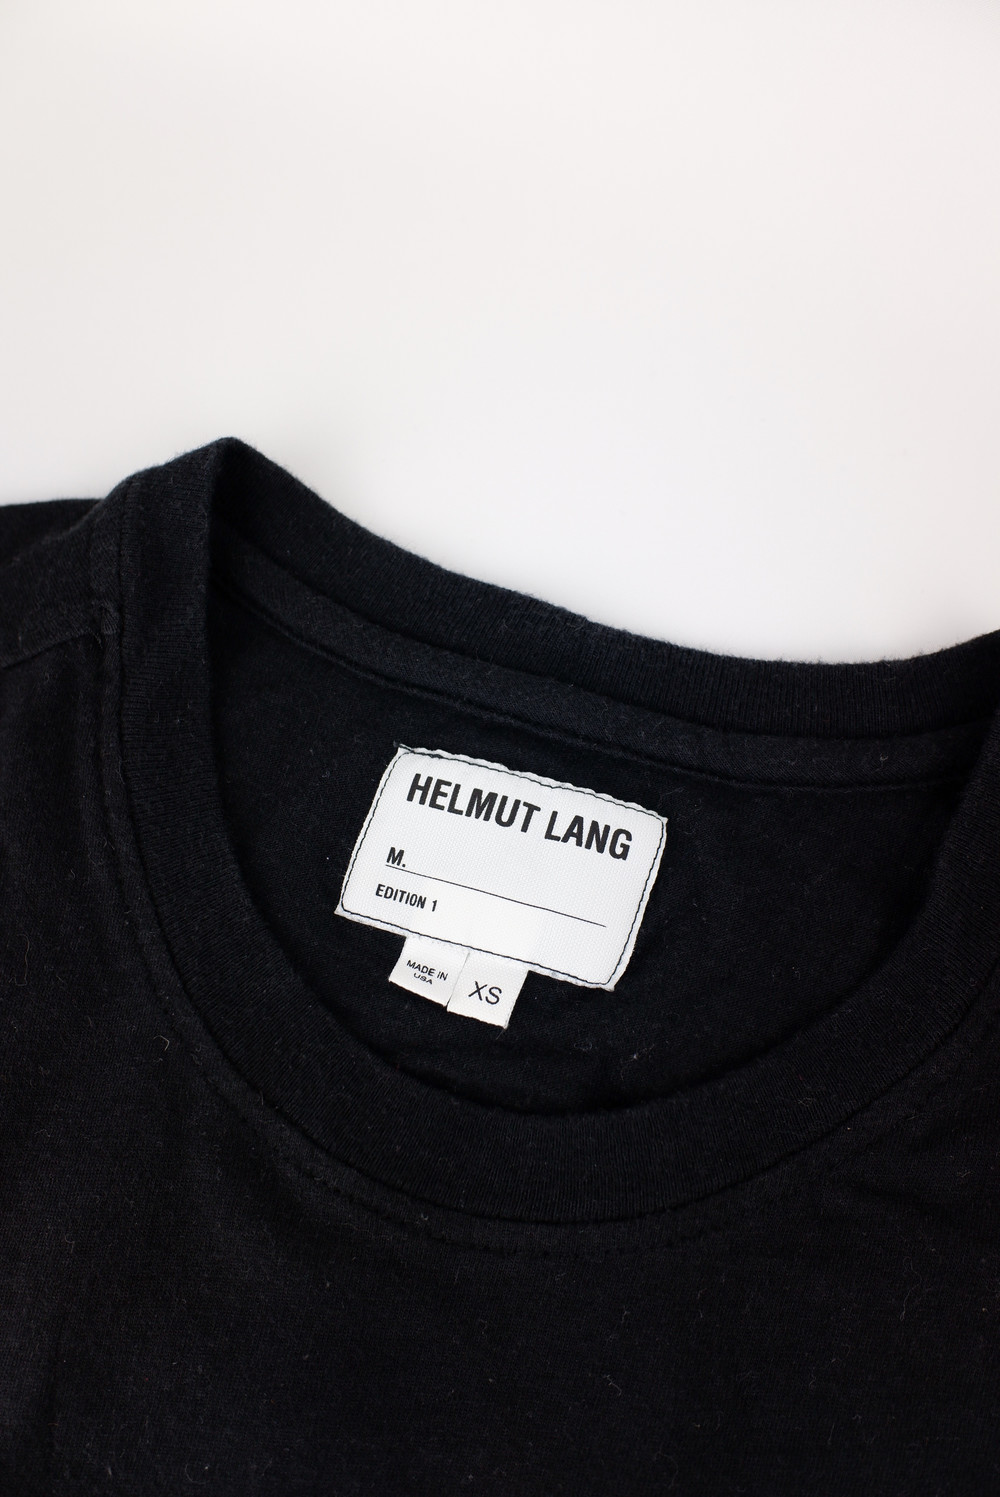 HELMUT LANG
M.
EDITION 1
MADE IN
USA
XS